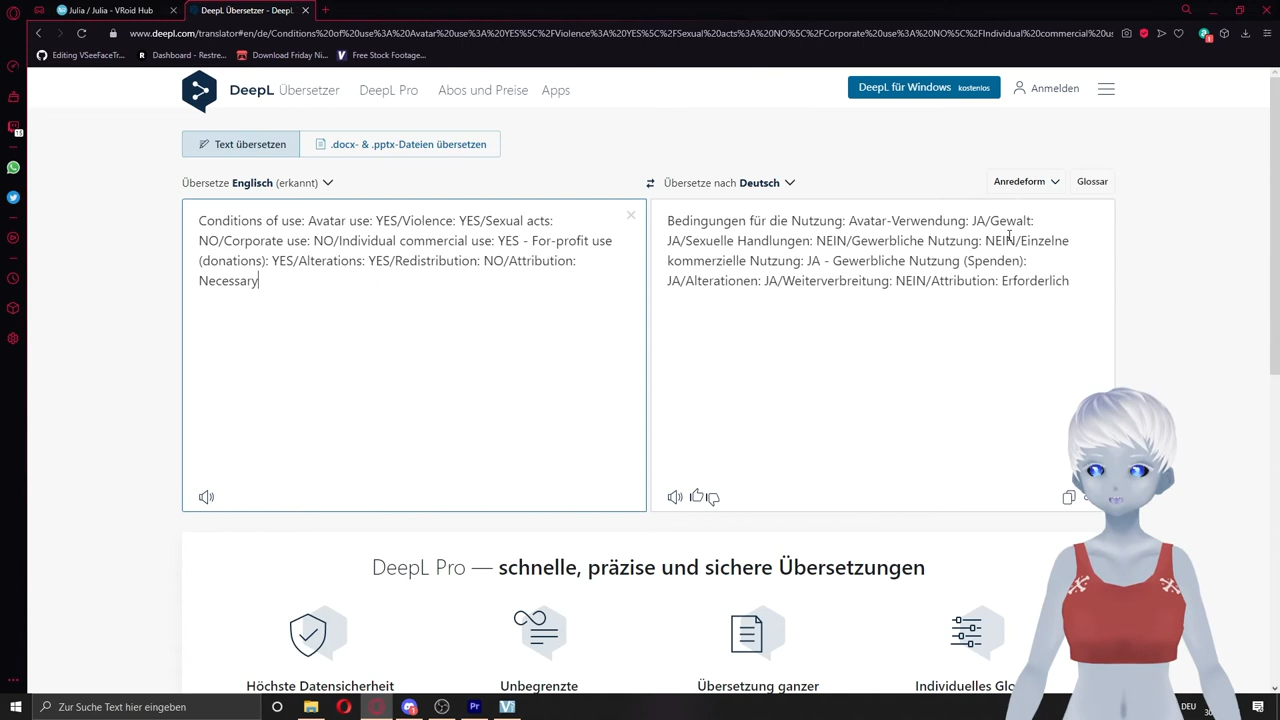 Julia / Julia / VRoid Hub
DeepL Übersetzer - Deutsch / De
www.deepl.com/translator#en/de/Conditions%20of%20use%3A%20Avatar%20use%3A%20YES%5C%2FViolence%3A%20YES%5C%2FSexual%20acts%3A%20NO%5C%2FCorporate%20use%3A%20NO%5C%2FIndividual%20commercial%20us
Editing VSeeFaceTr...
Dashboard - Restre...
Download Friday Ni...
Free Stock Footage...
DeepL Übersetzer
DeepL Pro
Abos und Preise
Apps
DeepL für Windows kostenlos
Anmelden
Text übersetzen
.docx- & .pptx-Dateien übersetzen
Übersetze Englisch (erkannt)
Übersetze nach Deutsch
Anredeform
Glossar
Conditions of use: Avatar use: YES/Violence: YES/Sexual acts:
NO/Corporate use: NO/Individual commercial use: YES - For-profit use
(donations): YES/Alterations: YES/Redistribution: NO/Attribution:
Necessary
Bedingungen für die Nutzung: Avatar-Verwendung: JA/Gewalt:
JA/Sexuelle Handlungen: NEIN/Gewerbliche Nutzung: NEIN/Einzelne
kommerzielle Nutzung: JA - Gewerbliche Nutzung (Spenden):
JA/Alterationen: JA/Weiterverbreitung: NEIN/Attribution: Erforderlich
DeepL Pro — schnelle, präzise und sichere Übersetzungen
Höchste Datensicherheit
Unbegrenzte
Übersetzung ganzer
Individuelles Glo
Zur Suche Text hier eingeben
Pr
DEU
30